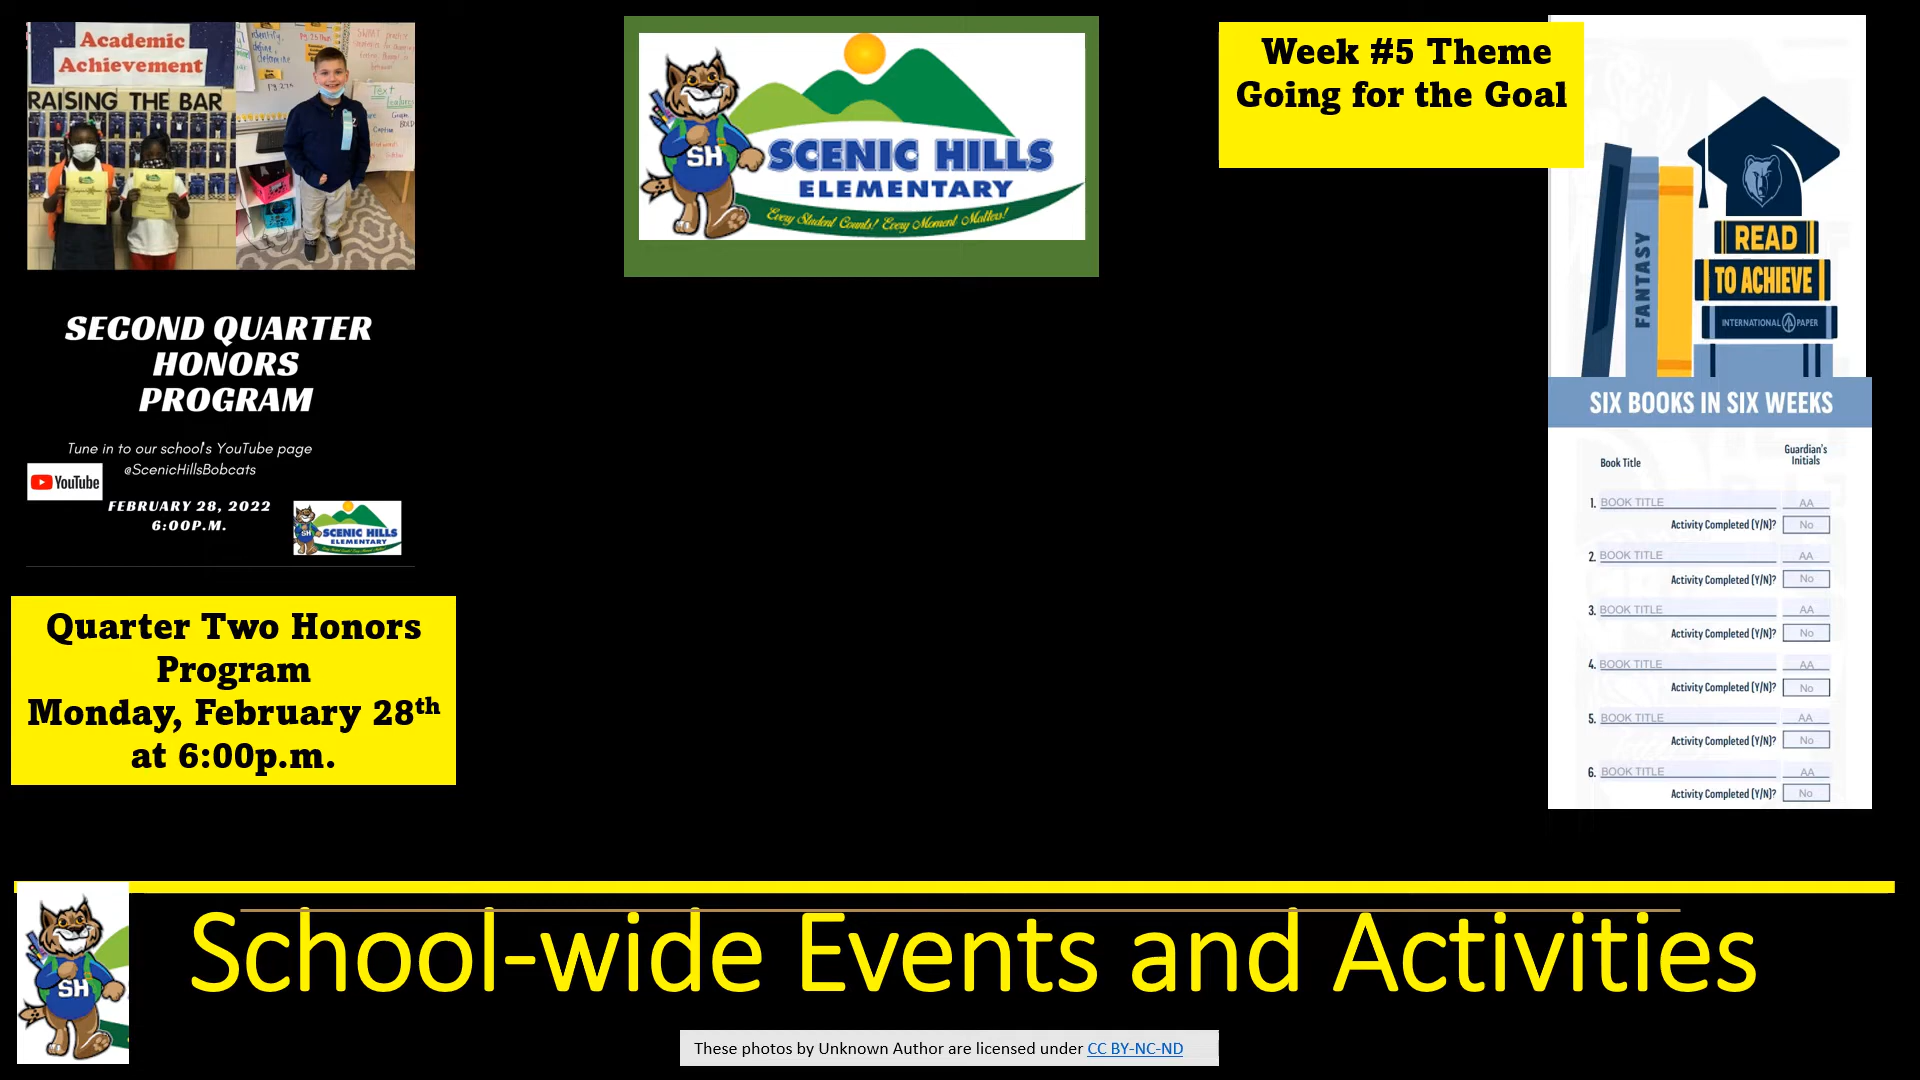 Academic
Achievement
RAISING THE BAR
SECOND QUARTER
HONORS
PROGRAM
Tune in to our school's YouTube page
@ScenicHillsBobcats
YouTube
FEBRUARY 28, 2022
6:00P.M.
SH
SCENIC HILLS
ELEMENTARY
Quarter Two Honors
Program
Monday, February 28th
at 6:00p.m.
SH
SCENIC HILLS
ELEMENTARY
Every Student Counts! Every Moment Matters!
Week #5 Theme
Going for the Goal
FANTASY
READ
TO ACHIEVE
INTERNATIONAL PAPER
SIX BOOKS IN SIX WEEKS
Book Title
Guardian's
Initials
1. BOOK TITLE AA
Activity Completed (Y/N)? No
2. BOOK TITLE AA
Activity Completed (Y/N)? No
3. BOOK TITLE AA
Activity Completed (Y/N)? No
4. BOOK TITLE AA
Activity Completed (Y/N)? No
5. BOOK TITLE AA
Activity Completed (Y/N)? No
6. BOOK TITLE AA
Activity Completed (Y/N)? No
SH
School-wide Events and Activities
These photos by Unknown Author are licensed under CC BY-NC-ND